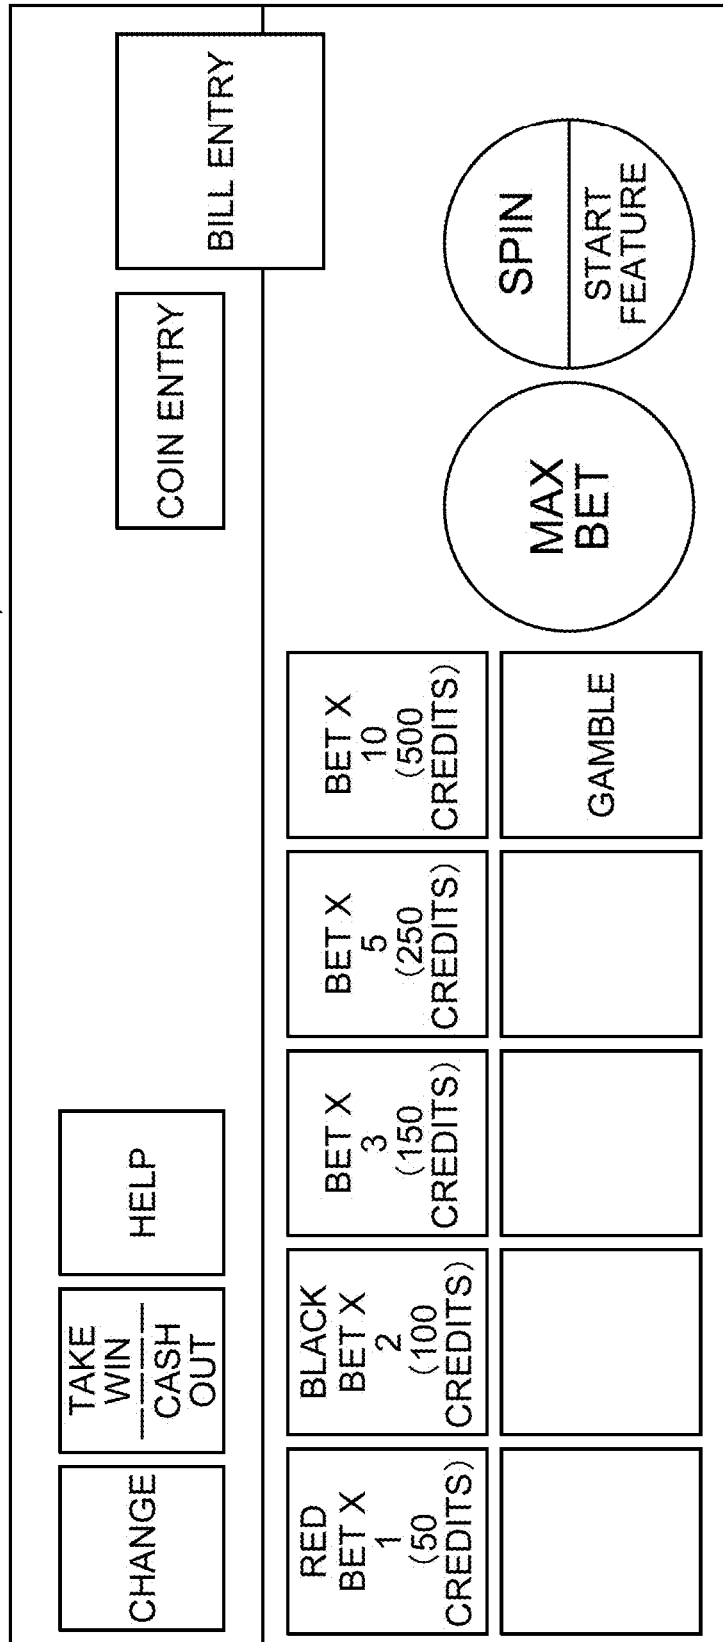 CHANGE
TAKE
WIN
CASH
OUT
HELP
COIN ENTRY
BILL ENTRY
RED
BET X
1
(50
CREDITS)
BLACK
BET X
2
(100
CREDITS)
BET X
3
(150
CREDITS)
BET X
5
(250
CREDITS)
BET X
10
(500
CREDITS)
GAMBLE
MAX
BET
SPIN
START
FEATURE